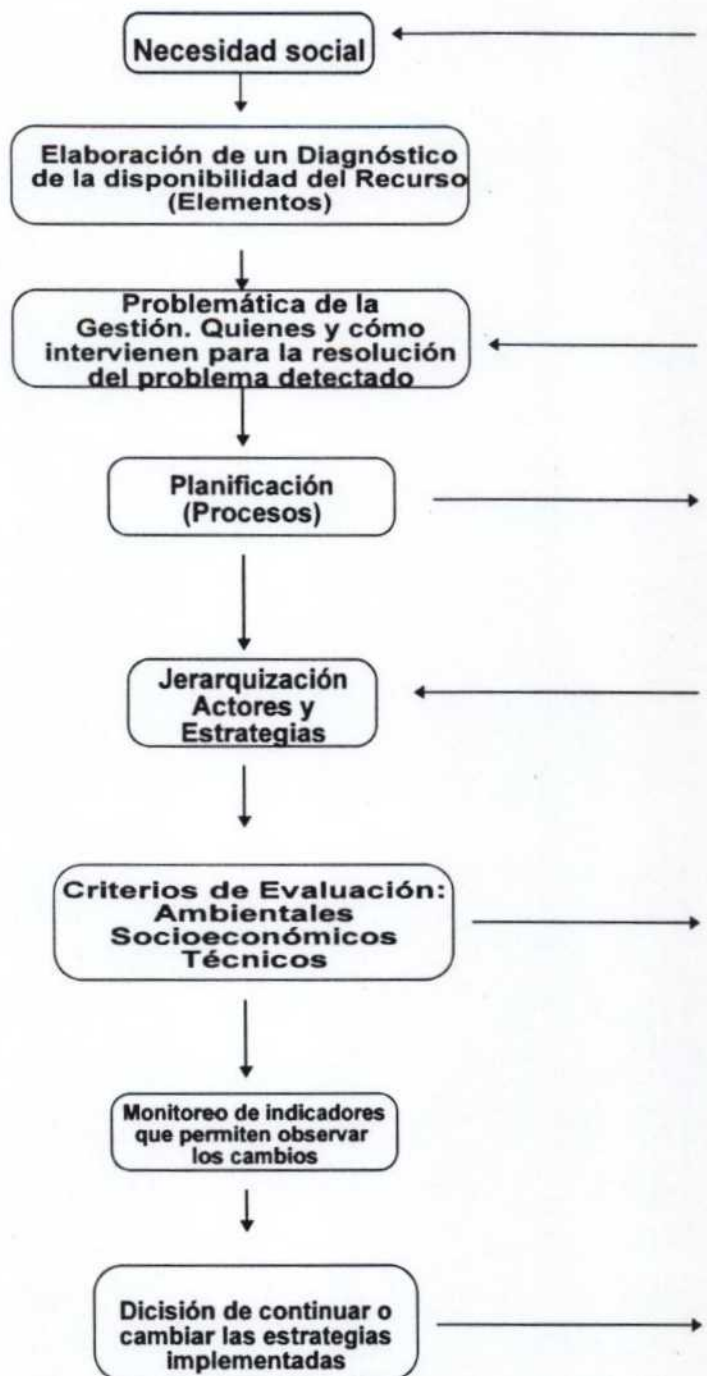 Necesidad social
Elaboración de un Diagnóstico
de la disponibilidad del Recurso
(Elementos)
Problemática de la
Gestión. Quienes y cómo
intervienen para la resolución
del problema detectado
Planificación
(Procesos)
Jerarquización
Actores y
Estrategias
Criterios de Evaluación:
Ambientales
Socioeconómicos
Técnicos
Monitoreo de indicadores
que permiten observar
los cambios
Dicisión de continuar o
cambiar las estrategias
implementadas